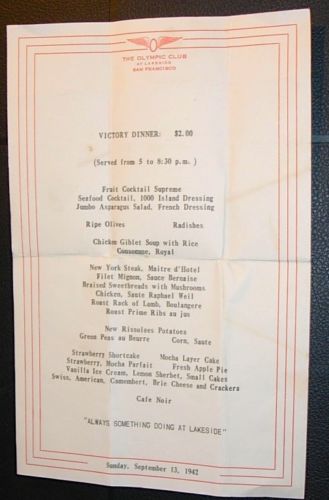 THE OLYMPIC CLUB
AT LAKESIDE
SAN FRANCISCO
VICTORY DINNER: $2.00
(Served from 5 to 8:30 p.m.)
Fruit Cocktail Supreme
Seafood Cocktail, 1000 Island Dressing
Jumbo Asparagus Salad, French Dressing
Ripe Olives Radishes
Chicken Giblet Soup with Rice
Consomme, Royal
New York Steak, Maitre d'Hotel
Filet Mignon, Sauce Bernaise
Braised Sweetbreads with Mushrooms
Chicken, Saute Raphael Weil
Roast Rack of Lamb, Boulangere
Roast Prime Ribs au jus
New Rissolees Potatoes
Green Peas au Beurre Corn, Saute
Strawberry Shortcake Mocha Layer Cake
Strawberry, Mocha Parfait Fresh Apple Pie
Vanilla Ice Cream, Lemon Sherbet, Small Cakes
Swiss, American, Camembert, Brie Cheese and Crackers
Cafe Noir
"ALWAYS SOMETHING DOING AT LAKESIDE"
Sunday, September 13, 1942